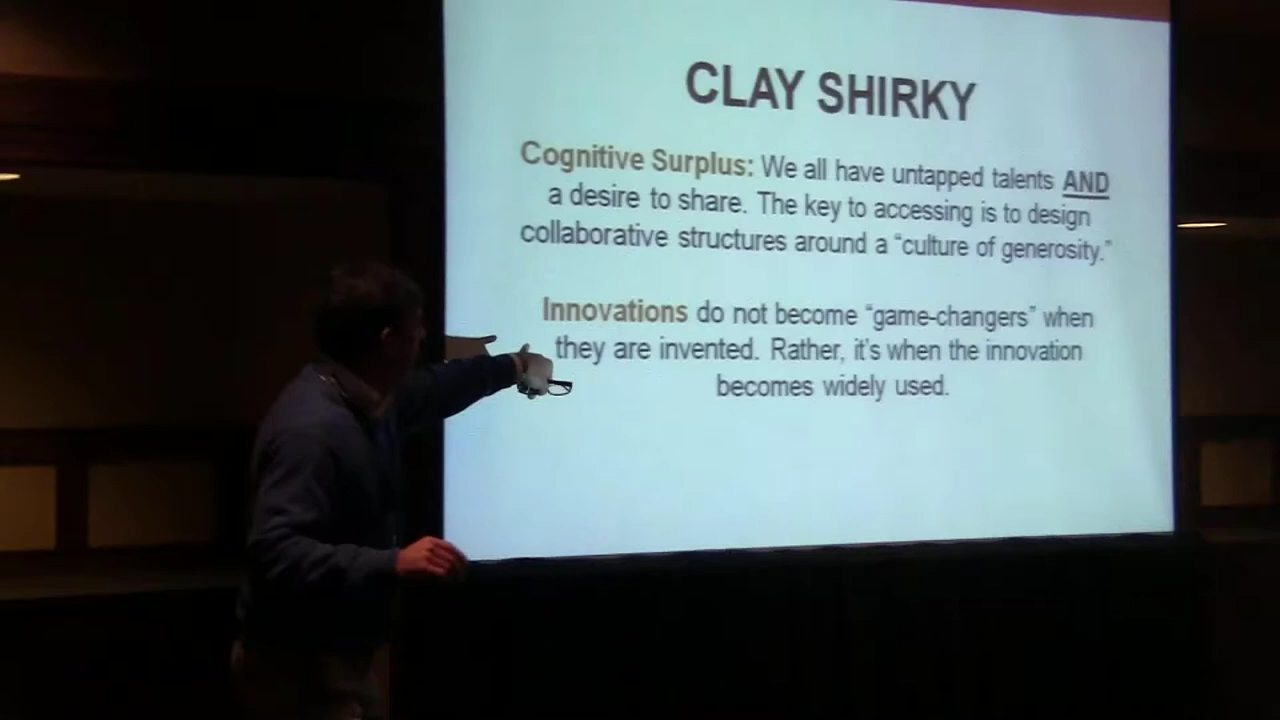 CLAY SHIRKY
Cognitive Surplus: We all have untapped talents AND
a desire to share. The key to accessing is to design
collaborative structures around a “culture of generosity.”
Innovations do not become “game-changers” when
they are invented. Rather, it’s when the innovation
becomes widely used.